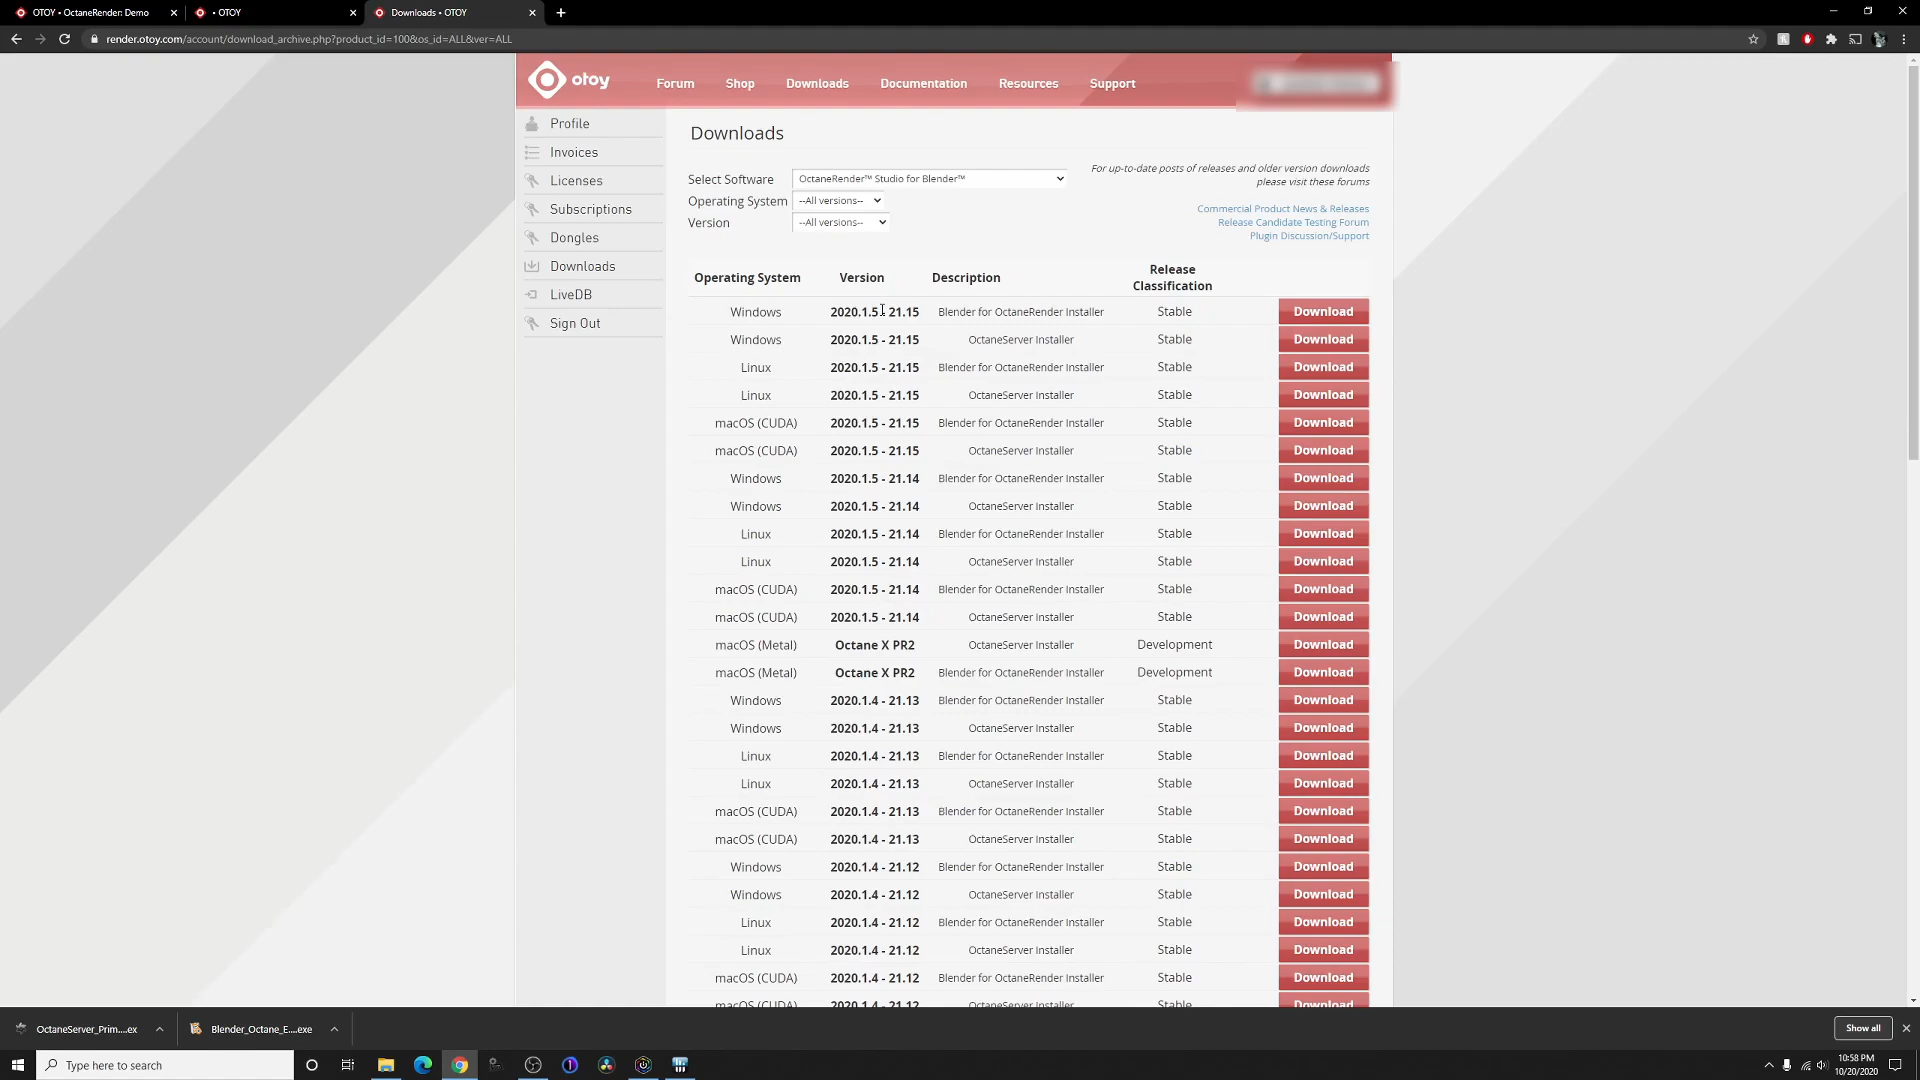 OTOY • OctaneRender: Demo
• OTOY
Downloads • OTOY
render.otoy.com/account/download_archive.php?product_id=100&os_id=ALL&ver=ALL
otoy
Forum
Shop
Downloads
Documentation
Resources
Support
Profile
Invoices
Licenses
Subscriptions
Dongles
Downloads
LiveDB
Sign Out
Downloads
Select Software OctaneRender™ Studio for Blender™
Operating System --All versions--
Version --All versions--
For up-to-date posts of releases and older version downloads
please visit these forums
Commercial Product News & Releases
Release Candidate Testing Forum
Plugin Discussion/Support
Operating System Version Description Release
Classification
Windows 2020.1.5 - 21.15 Blender for OctaneRender Installer Stable Download
Windows 2020.1.5 - 21.15 OctaneServer Installer Stable Download
Linux 2020.1.5 - 21.15 Blender for OctaneRender Installer Stable Download
Linux 2020.1.5 - 21.15 OctaneServer Installer Stable Download
macOS (CUDA) 2020.1.5 - 21.15 Blender for OctaneRender Installer Stable Download
macOS (CUDA) 2020.1.5 - 21.15 OctaneServer Installer Stable Download
Windows 2020.1.5 - 21.14 Blender for OctaneRender Installer Stable Download
Windows 2020.1.5 - 21.14 OctaneServer Installer Stable Download
Linux 2020.1.5 - 21.14 Blender for OctaneRender Installer Stable Download
Linux 2020.1.5 - 21.14 OctaneServer Installer Stable Download
macOS (CUDA) 2020.1.5 - 21.14 Blender for OctaneRender Installer Stable Download
macOS (CUDA) 2020.1.5 - 21.14 OctaneServer Installer Stable Download
macOS (Metal) Octane X PR2 OctaneServer Installer Development Download
macOS (Metal) Octane X PR2 Blender for OctaneRender Installer Development Download
Windows 2020.1.4 - 21.13 Blender for OctaneRender Installer Stable Download
Windows 2020.1.4 - 21.13 OctaneServer Installer Stable Download
Linux 2020.1.4 - 21.13 Blender for OctaneRender Installer Stable Download
Linux 2020.1.4 - 21.13 OctaneServer Installer Stable Download
macOS (CUDA) 2020.1.4 - 21.13 Blender for OctaneRender Installer Stable Download
macOS (CUDA) 2020.1.4 - 21.13 OctaneServer Installer Stable Download
Windows 2020.1.4 - 21.12 Blender for OctaneRender Installer Stable Download
Windows 2020.1.4 - 21.12 OctaneServer Installer Stable Download
Linux 2020.1.4 - 21.12 Blender for OctaneRender Installer Stable Download
Linux 2020.1.4 - 21.12 OctaneServer Installer Stable Download
macOS (CUDA) 2020.1.4 - 21.12 Blender for OctaneRender Installer Stable Download
macOS (CUDA) 2020.1.4 - 21.12 OctaneServer Installer Stable Download
OctaneServer_Prim....ex
Blender_Octane_E....exe
Show all
Type here to search
10:58 PM
10/20/2020